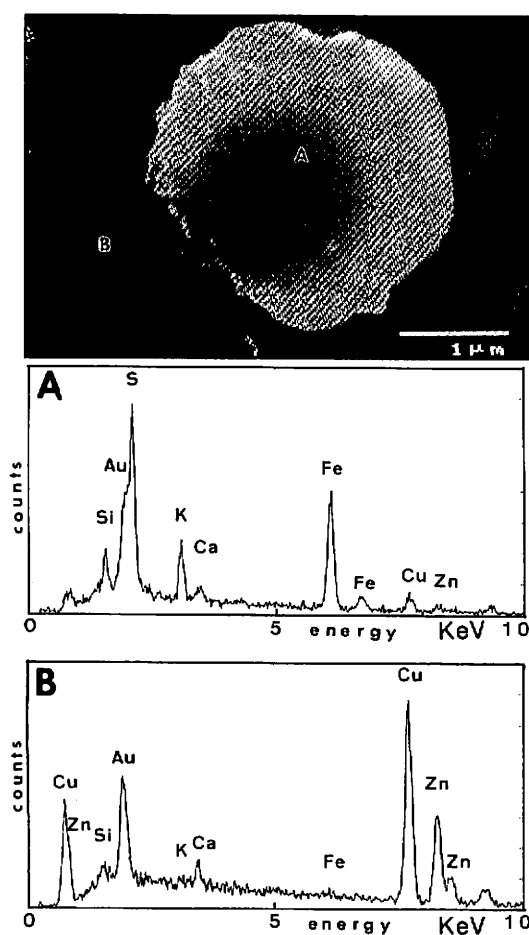 A
B
1 μm
A
S
Au
Fe
Si
K
Ca
Fe
Cu
Zn
counts
0
5
energy
KeV
10
B
Cu
Au
Cu
Zn
Zn
Si
K
Ca
Fe
Zn
counts
0
5
energy
KeV
10